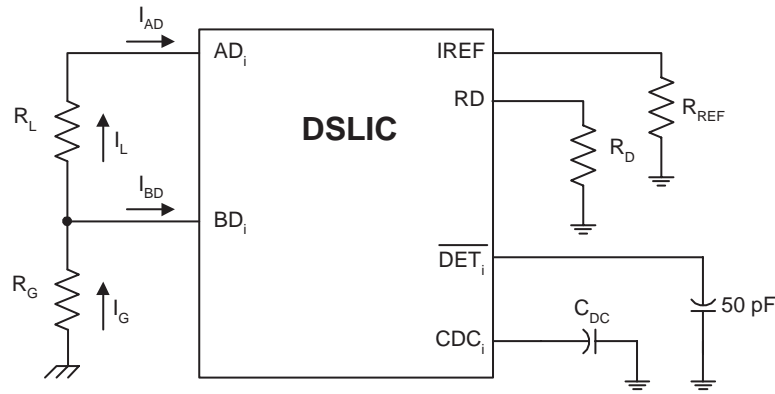 I_AD
AD_i
IREF
R_L
I_L
DSLIC
RD
R_REF
R_D
I_BD
BD_i
R_G
I_G
DET_i
50 pF
C_DC
CDC_i